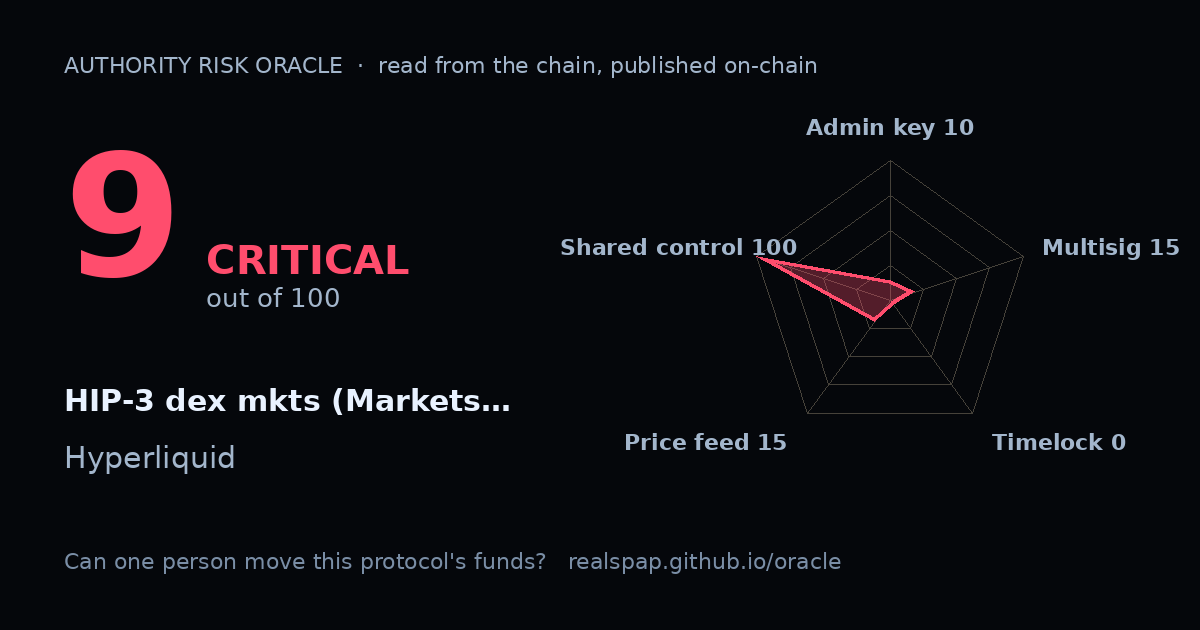 AUTHORITY RISK ORACLE · read from the chain, published on-chain
Admin key 10
9
CRITICAL
out of 100
Shared control 100
Multisig 15
HIP-3 dex mkts (Markets...
Hyperliquid
Price feed 15
Timelock 0
Can one person move this protocol's funds? realspap.github.io/oracle